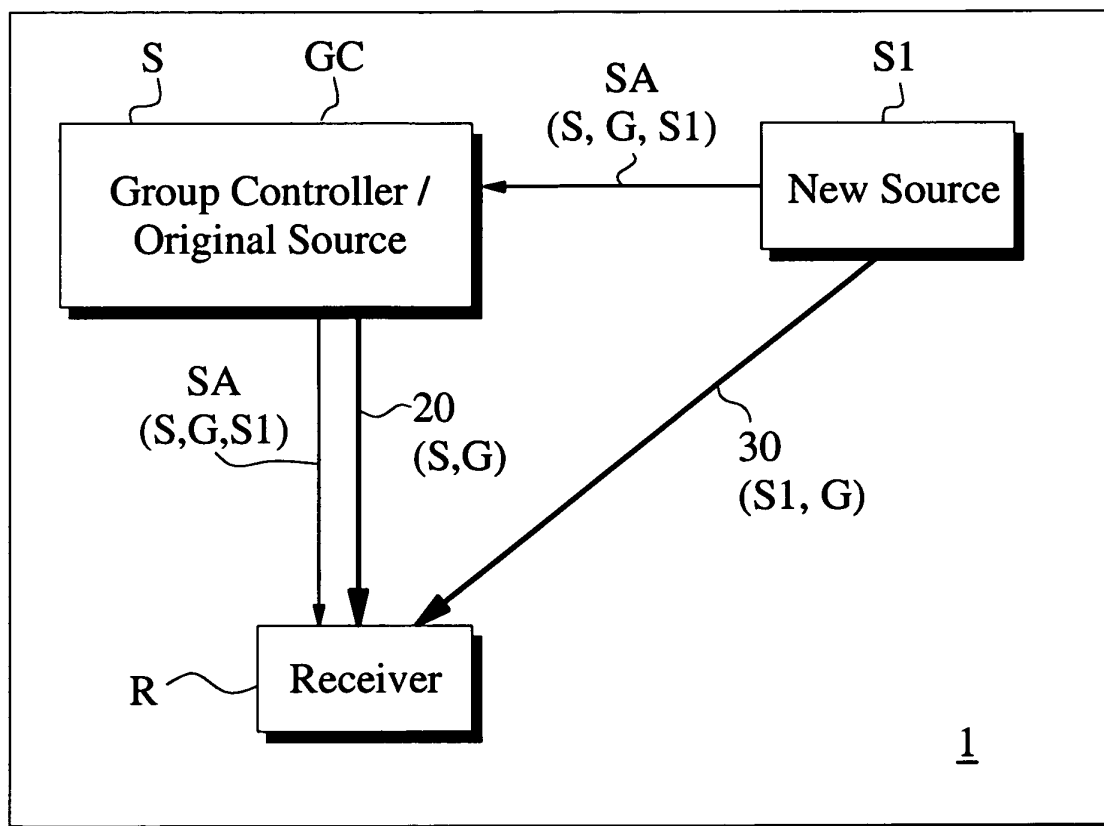 S
GC
S1
SA
(S, G, S1)
Group Controller /
Original Source
New Source
SA
(S,G,S1)
20
(S,G)
30
(S1, G)
R
Receiver
1